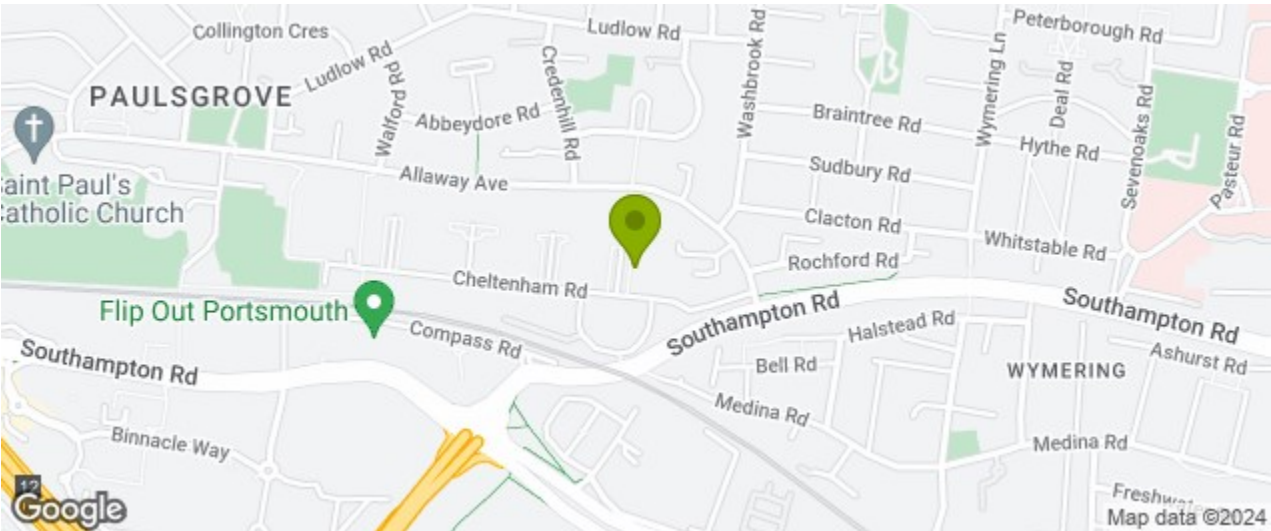 Collington Cres
Ludlow Rd
Peterborough Rd
Ludlow Rd
Credenhill Rd
Washbrook Rd
Wymering Ln
Deal Rd
Sevenoaks Rd
Pasteur Rd
PAULSGROVE
Walford Rd
Abbeydore Rd
Braintree Rd
Hythe Rd
Allaway Ave
Sudbury Rd
aint Paul's
Catholic Church
Clacton Rd
Whitstable Rd
Rochford Rd
Cheltenham Rd
Flip Out Portsmouth
Compass Rd
Southampton Rd
Southampton Rd
Southampton Rd
Halstead Rd
Bell Rd
WYMERING
Ashurst Rd
Medina Rd
Medina Rd
Binnacle Way
12
Google
Map data ©2024